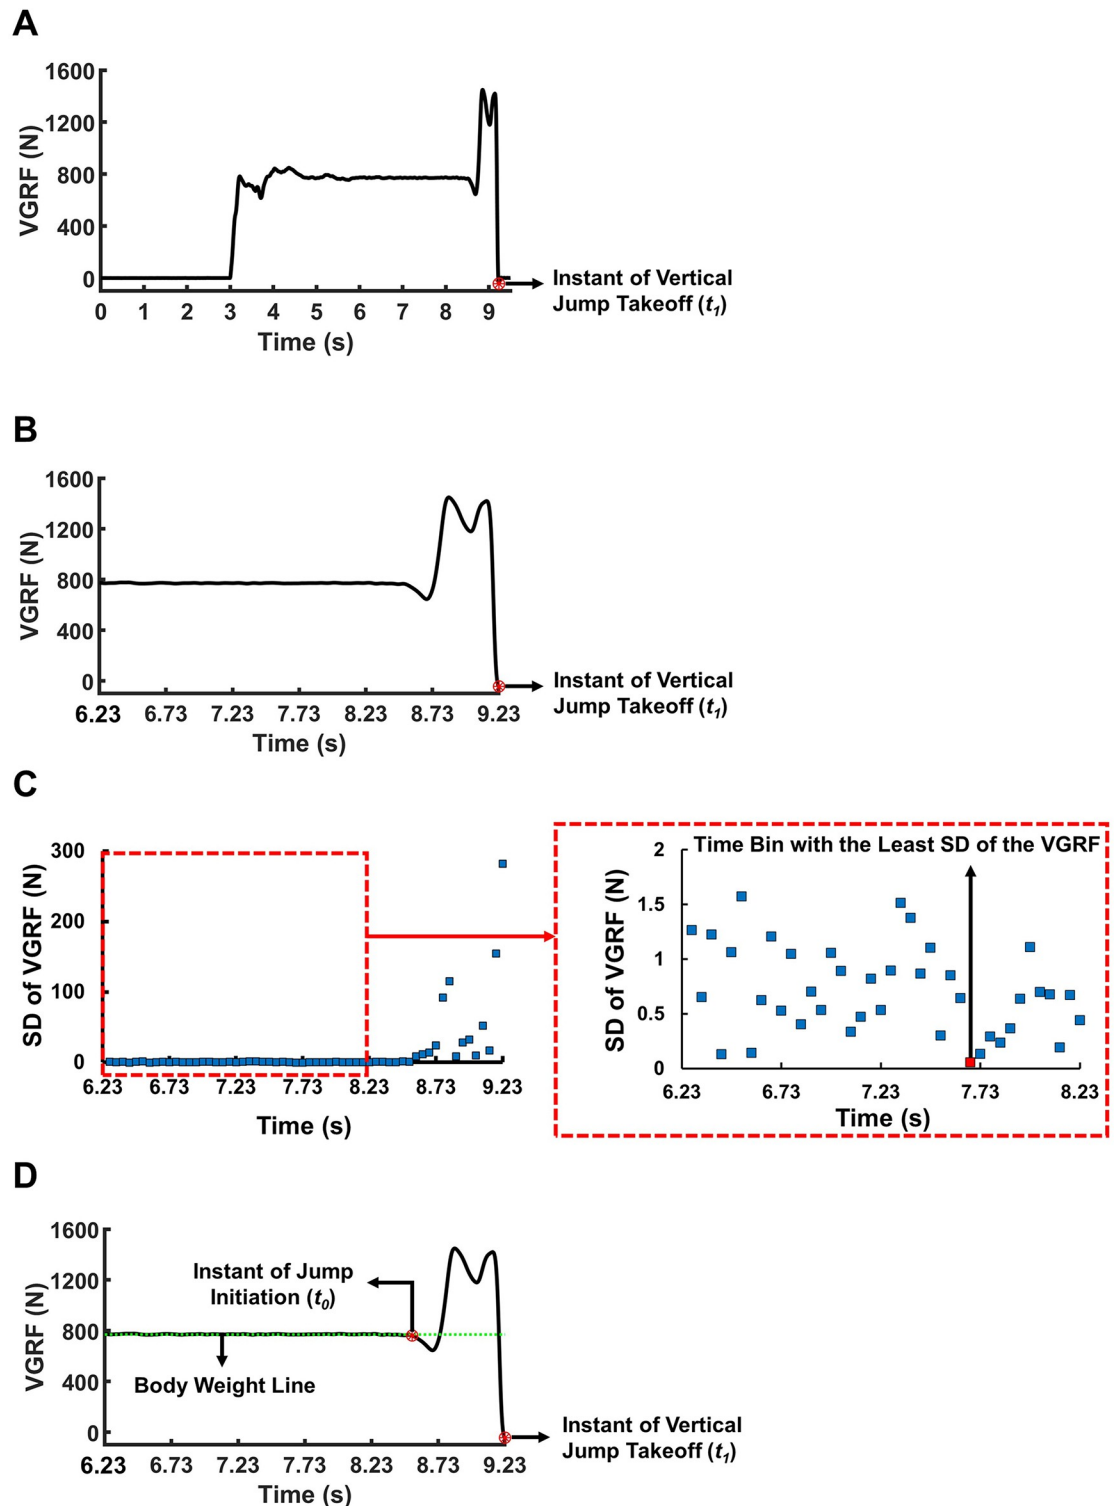 A
1600
1200
800
400
0
VGRF (N)
0 1 2 3 4 5 6 7 8 9
Time (s)
Instant of Vertical
Jump Takeoff (t1)
B
1600
1200
800
400
0
VGRF (N)
6.23 6.73 7.23 7.73 8.23 8.73 9.23
Time (s)
Instant of Vertical
Jump Takeoff (t1)
C
300
200
100
0
SD of VGRF (N)
6.23 6.73 7.23 7.73 8.23 8.73 9.23
Time (s)
Time Bin with the Least SD of the VGRF
2
1.5
1
0.5
0
SD of VGRF (N)
6.23 6.73 7.23 7.73 8.23
Time (s)
D
1600
1200
800
400
0
VGRF (N)
Instant of Jump
Initiation (t0)
Body Weight Line
6.23 6.73 7.23 7.73 8.23 8.73 9.23
Time (s)
Instant of Vertical
Jump Takeoff (t1)